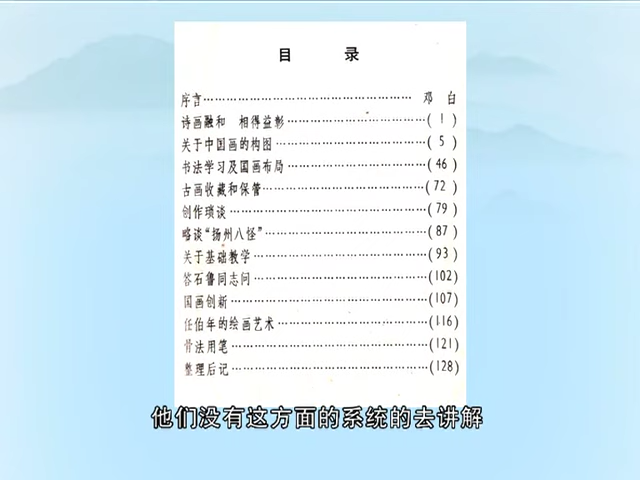 目 录
序言………………………………………… 邓 白
诗画融和 相得益彰…………………………(1)
关于中国画的构图……………………………(5)
书法学习及国画布局…………………………(46)
古画收藏和保管………………………………(72)
创作琐谈………………………………………(79)
略谈“扬州八怪”……………………………(87)
关于基础教学…………………………………(93)
答石鲁同志问…………………………………(102)
国画创新………………………………………(107)
任伯年的绘画艺术……………………………(116)
骨法用笔………………………………………(121)
整理后记………………………………………(128)
他们没有这方面的系统的去讲解